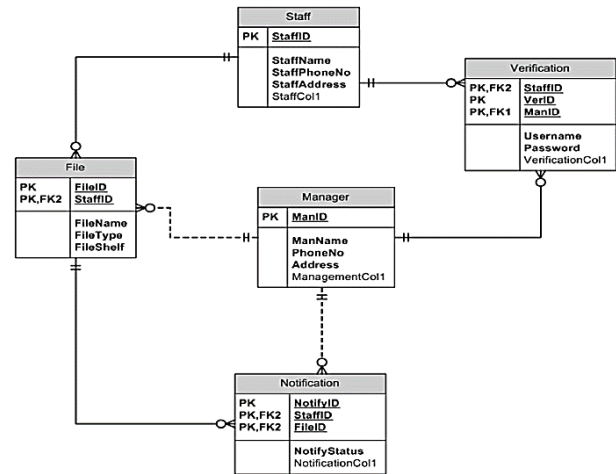 Staff
PK StaffID
StaffName
StaffPhoneNo
StaffAddress
StaffCol1
Verification
PK,FK2 StaffID
PK VerID
PK,FK1 ManID
Username
Password
VerificationCol1
File
PK FileID
PK,FK2 StaffID
FileName
FileType
FileShelf
Manager
PK ManID
ManName
PhoneNo
Address
ManagementCol1
Notification
PK NotifyID
PK,FK2 StaffID
PK,FK2 FileID
NotifyStatus
NotificationCol1